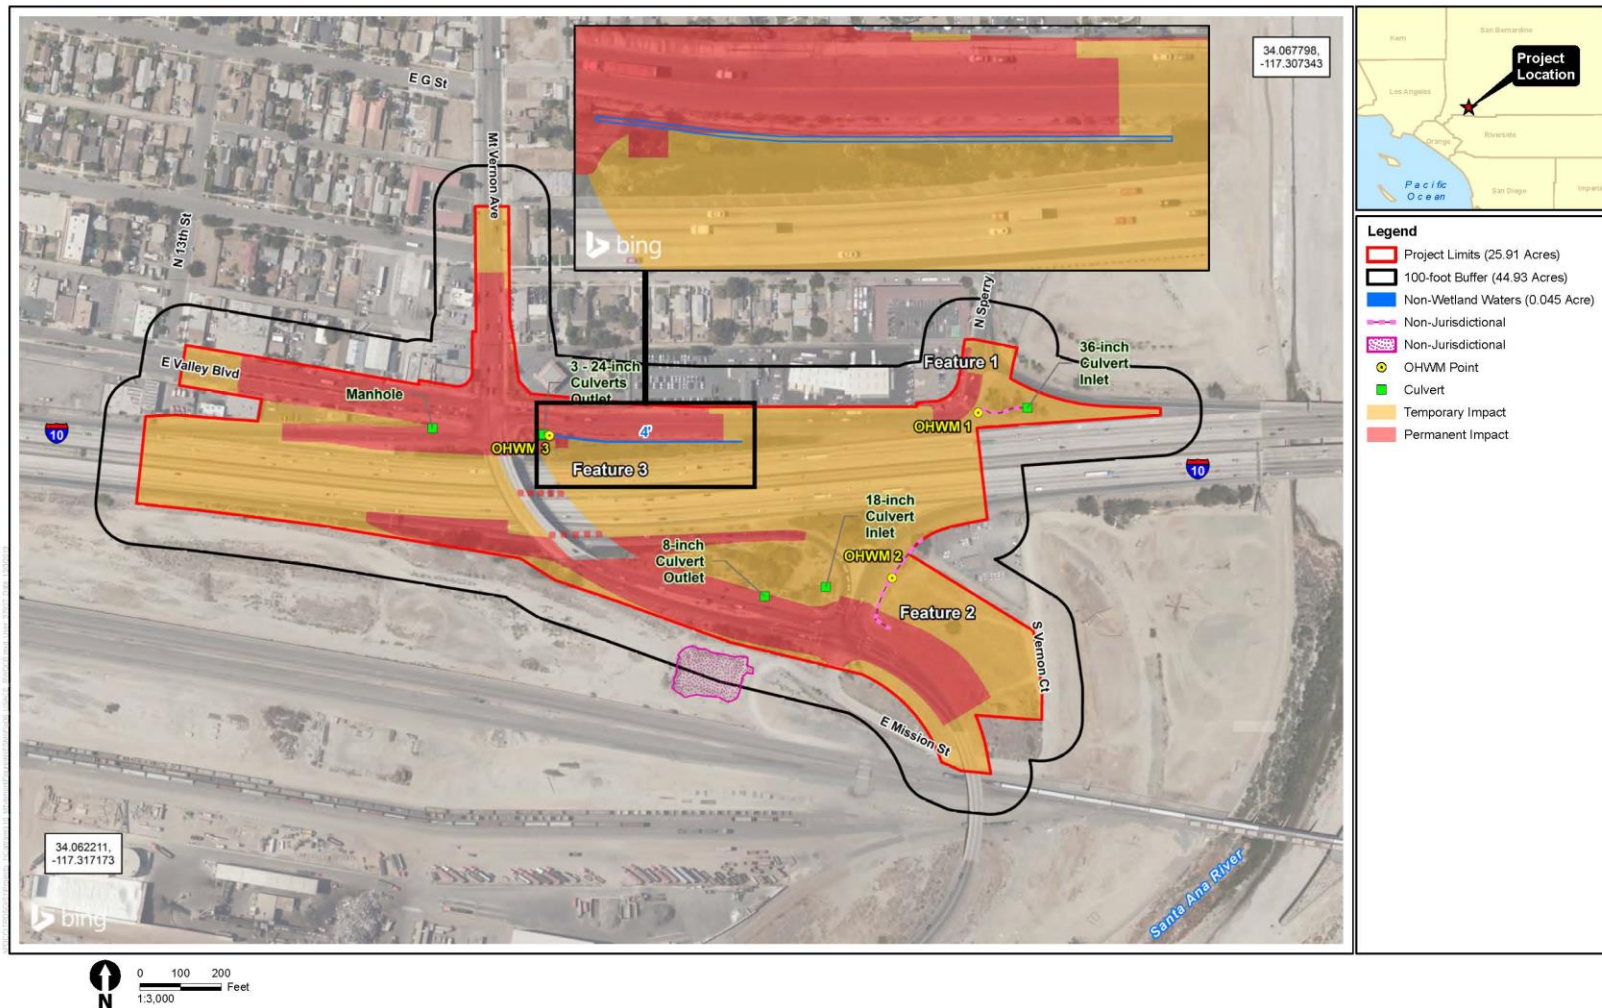 34.067798,
-117.307343
bing
E G St
Mt Vernon Ave
N 13th St
N Sperry
E Valley Blvd
Manhole
3 - 24-inch
Culverts
Outlet
Feature 1
36-inch
Culvert
Inlet
OHWM 1
10
OHWM 3
4'
Feature 3
10
18-inch
Culvert
Inlet
8-inch
Culvert
Outlet
OHWM 2
Feature 2
S Vernon Ct
E Mission St
Santa Ana River
34.062211,
-117.317173
bing
Kern
San Bernardino
Project
Location
Los Angeles
Riverside
Orange
Pacific
Ocean
San Diego
Imperia
Legend
Project Limits (25.91 Acres)
100-foot Buffer (44.93 Acres)
Non-Wetland Waters (0.045 Acre)
Non-Jurisdictional
Non-Jurisdictional
OHWM Point
Culvert
Temporary Impact
Permanent Impact
N
0 100 200
Feet
1:3,000